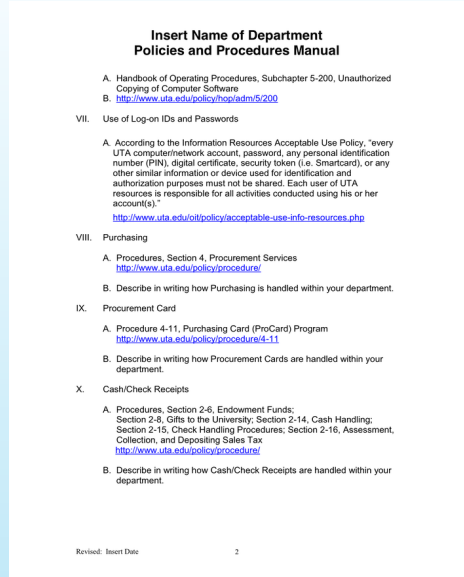 Insert Name of Department
Policies and Procedures Manual
A. Handbook of Operating Procedures, Subchapter 5-200, Unauthorized
Copying of Computer Software
B. http://www.uta.edu/policy/hop/adm/5/200
VII. Use of Log-on IDs and Passwords
A. According to the Information Resources Acceptable Use Policy, “every
UTA computer/network account, password, any personal identification
number (PIN), digital certificate, security token (i.e. Smartcard), or any
other similar information or device used for identification and
authorization purposes must not be shared. Each user of UTA
resources is responsible for all activities conducted using his or her
account(s).”
http://www.uta.edu/oit/policy/acceptable-use-info-resources.php
VIII. Purchasing
A. Procedures, Section 4, Procurement Services
http://www.uta.edu/policy/procedure/
B. Describe in writing how Purchasing is handled within your department.
IX. Procurement Card
A. Procedure 4-11, Purchasing Card (ProCard) Program
http://www.uta.edu/policy/procedure/4-11
B. Describe in writing how Procurement Cards are handled within your
department.
X. Cash/Check Receipts
A. Procedures, Section 2-6, Endowment Funds;
Section 2-8, Gifts to the University; Section 2-14, Cash Handling;
Section 2-15, Check Handling Procedures; Section 2-16, Assessment,
Collection, and Depositing Sales Tax
http://www.uta.edu/policy/procedure/
B. Describe in writing how Cash/Check Receipts are handled within your
department.
Revised: Insert Date 2